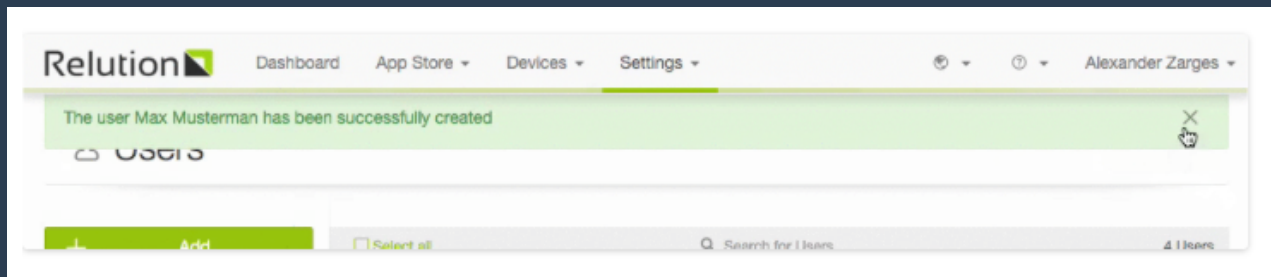 Relution Dashboard App Store Devices Settings Alexander Zarges
The user Max Musterman has been successfully created
Users
Add Select all Search for Users 4 Users